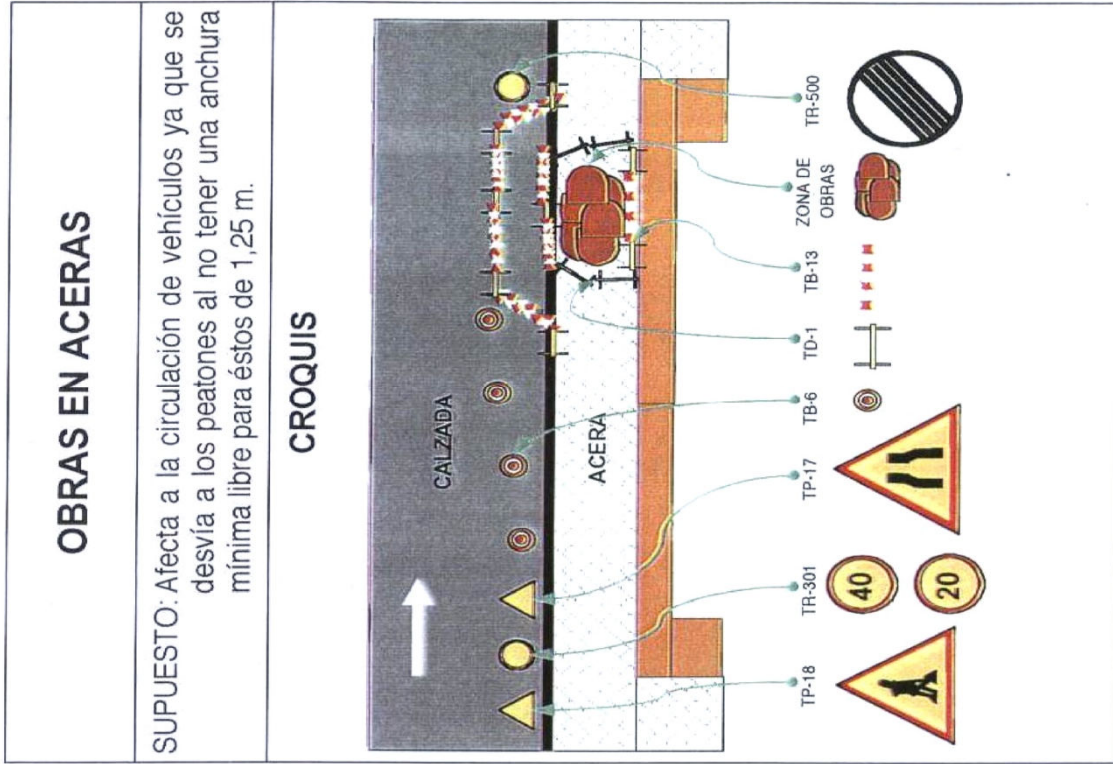 OBRAS EN ACERAS
SUPUESTO: Afecta a la circulación de vehículos ya que se
desvía a los peatones al no tener una anchura
mínima libre para éstos de 1,25 m.
CROQUIS
CALZADA
ACERA
TP-18
TR-301
TP-17
TB-6
TD-1
TB-13
ZONA DE
OBRAS
TR-500
40
20